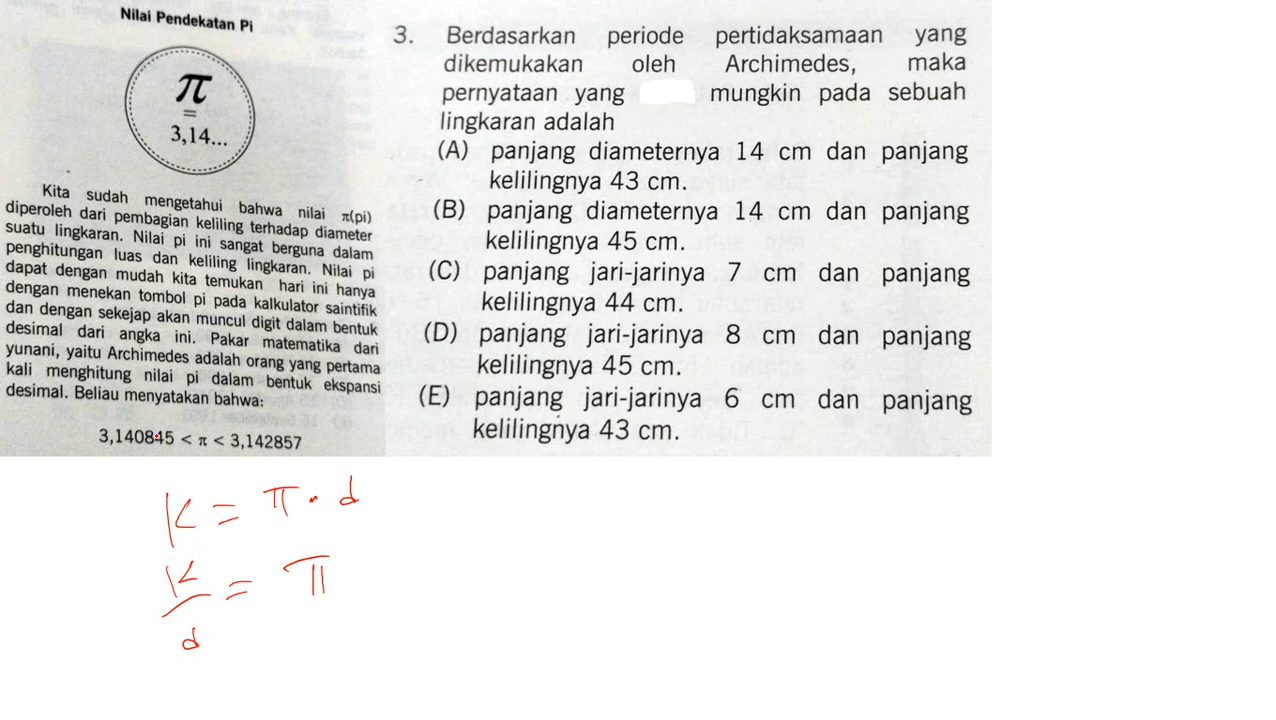 Nilai Pendekatan Pi
π
=
3,14...
Kita sudah mengetahui bahwa nilai π(pi)
diperoleh dari pembagian keliling terhadap diameter
suatu lingkaran. Nilai pi ini sangat berguna dalam
penghitungan luas dan keliling lingkaran. Nilai pi
dapat dengan mudah kita temukan hari ini hanya
dengan menekan tombol pi pada kalkulator saintifik
dan dengan sekejap akan muncul digit dalam bentuk
desimal dari angka ini. Pakar matematika dari
yunani, yaitu Archimedes adalah orang yang pertama
kali menghitung nilai pi dalam bentuk ekspansi
desimal. Beliau menyatakan bahwa:
3,140845 < π < 3,142857
3. Berdasarkan periode pertidaksamaan yang
dikemukakan oleh Archimedes, maka
pernyataan yang mungkin pada sebuah
lingkaran adalah
(A) panjang diameternya 14 cm dan panjang
kelilingnya 43 cm.
(B) panjang diameternya 14 cm dan panjang
kelilingnya 45 cm.
(C) panjang jari-jarinya 7 cm dan panjang
kelilingnya 44 cm.
(D) panjang jari-jarinya 8 cm dan panjang
kelilingnya 45 cm.
(E) panjang jari-jarinya 6 cm dan panjang
kelilingnya 43 cm.
K = π . d
K
d = π